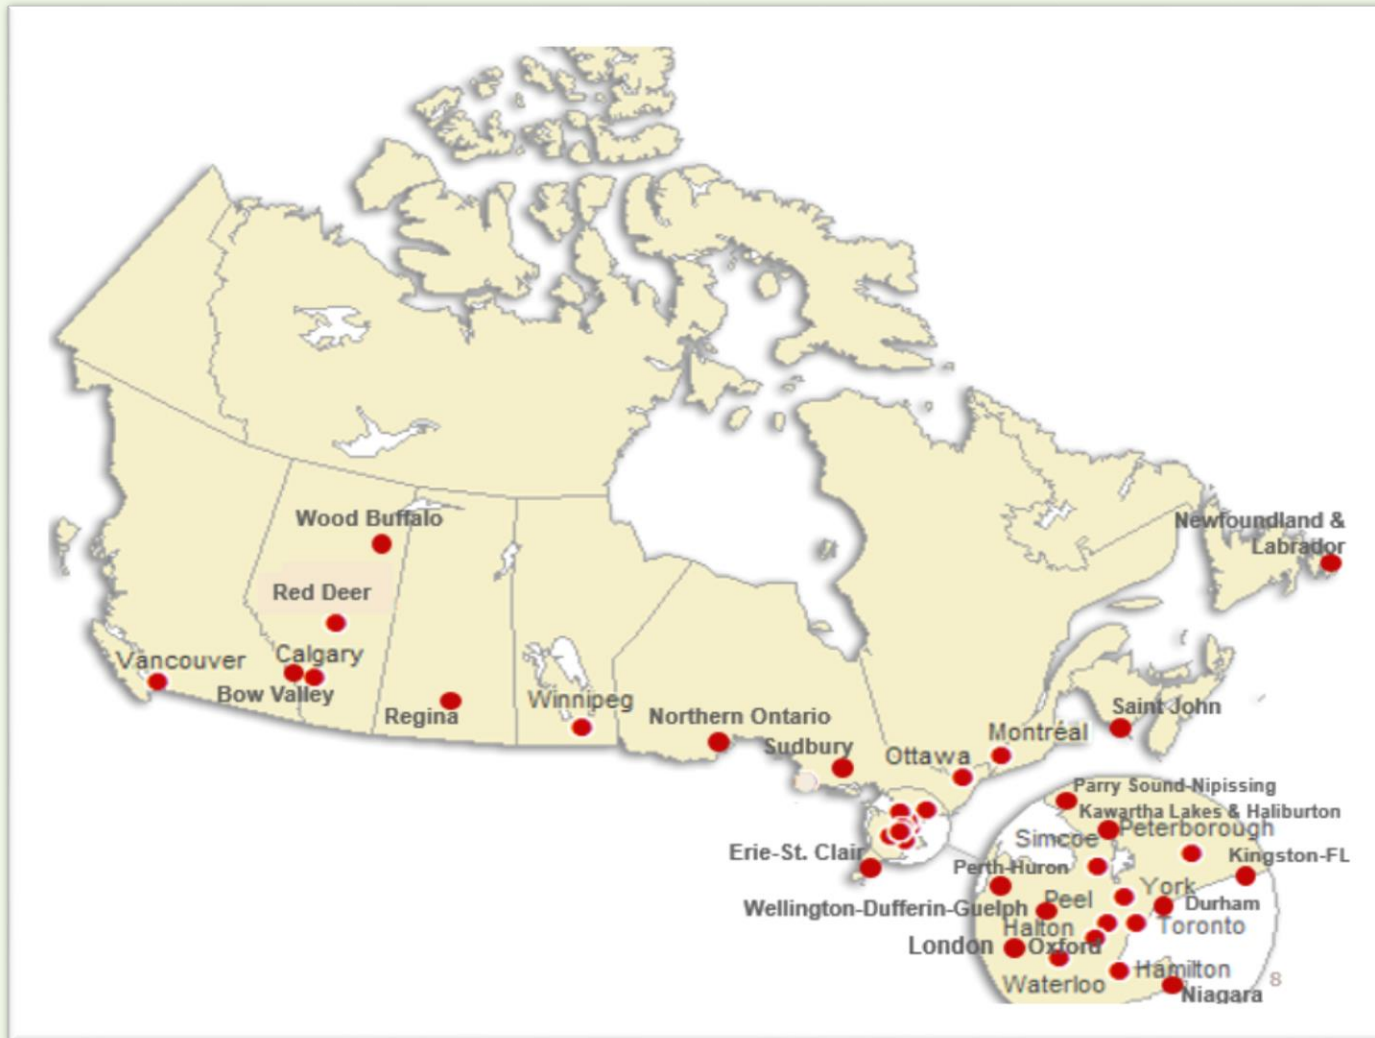 Wood Buffalo
Newfoundland &
Labrador
Red Deer
Calgary
Vancouver
Bow Valley
Winnipeg
Regina
Northern Ontario
Saint John
Montréal
Sudbury
Ottawa
Parry Sound-Nipissing
Kawartha Lakes & Haliburton
Peterborough
Simcoe
Erie-St. Clair
Kingston-FL
Perth-Huron
York
Peel
Durham
Wellington-Dufferin-Guelph
Halton
Toronto
London
Oxford
Hamilton
Waterloo
8
Niagara